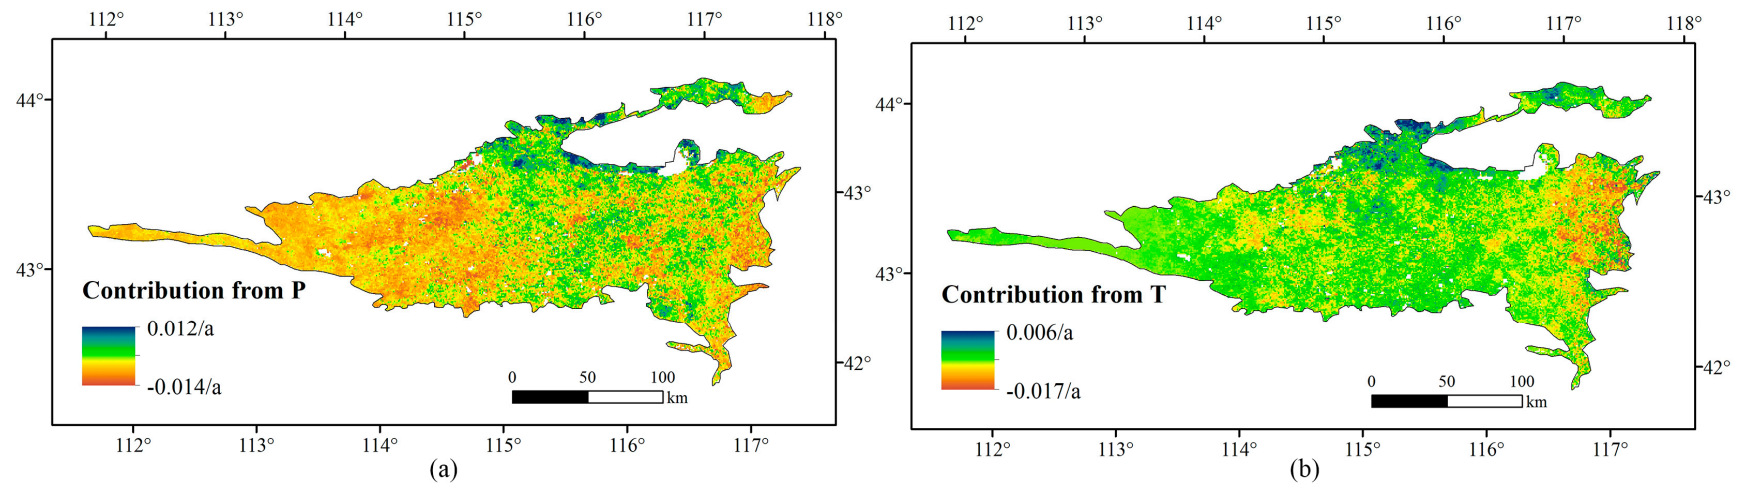 112° 113° 114° 115° 116° 117° 118°
44°
43°
43°
42°
Contribution from P
0.012/a
-0.014/a
0 50 100
km
112° 113° 114° 115° 116° 117°
(a)
112° 113° 114° 115° 116° 117° 118°
44°
43°
43°
42°
Contribution from T
0.006/a
-0.017/a
0 50 100
km
112° 113° 114° 115° 116° 117°
(b)